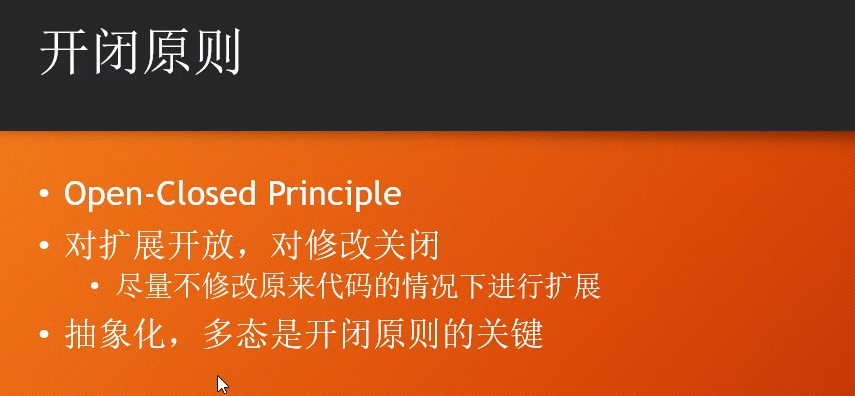 开闭原则
• Open-Closed Principle
• 对扩展开放，对修改关闭
• 尽量不修改原来代码的情况下进行扩展
• 抽象化，多态是开闭原则的关键